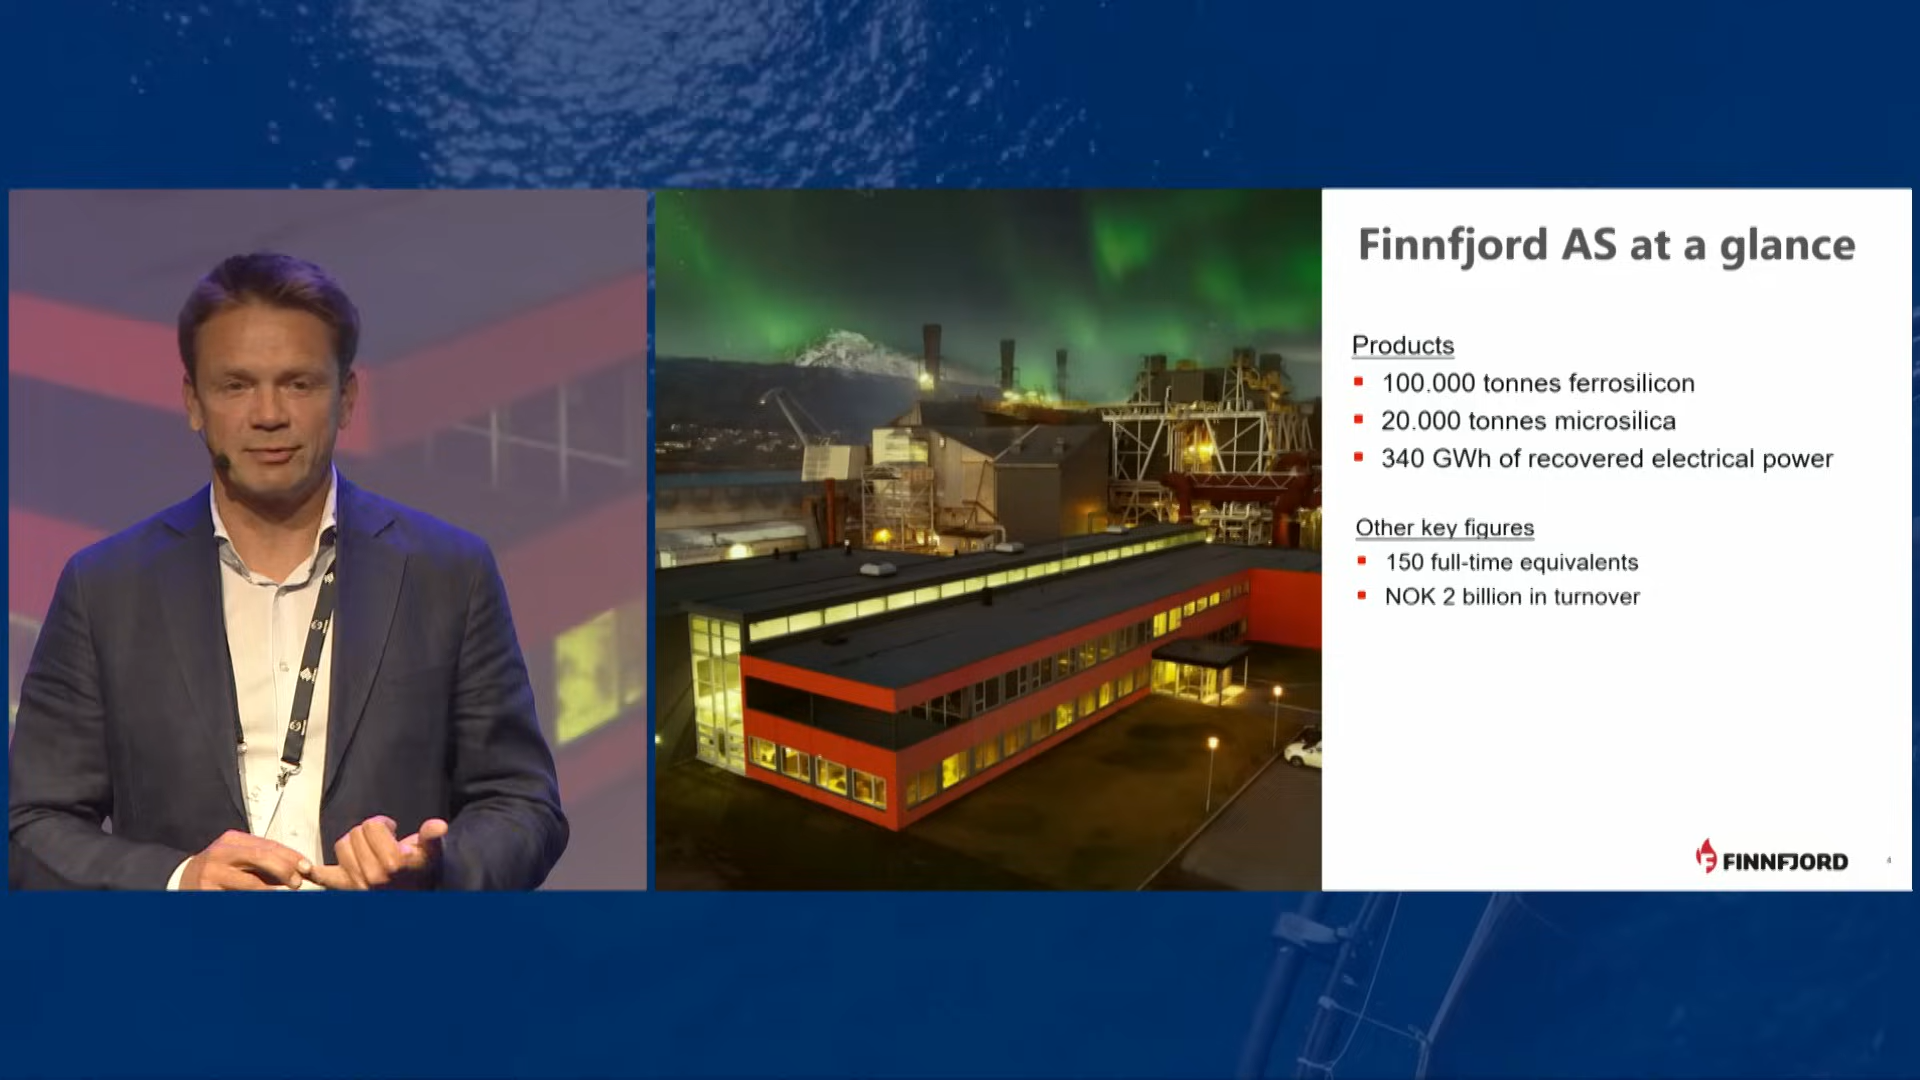 Finnfjord AS at a glance
Products
100.000 tonnes ferrosilicon
20.000 tonnes microsilica
340 GWh of recovered electrical power
Other key figures
150 full-time equivalents
NOK 2 billion in turnover
FINNFJORD